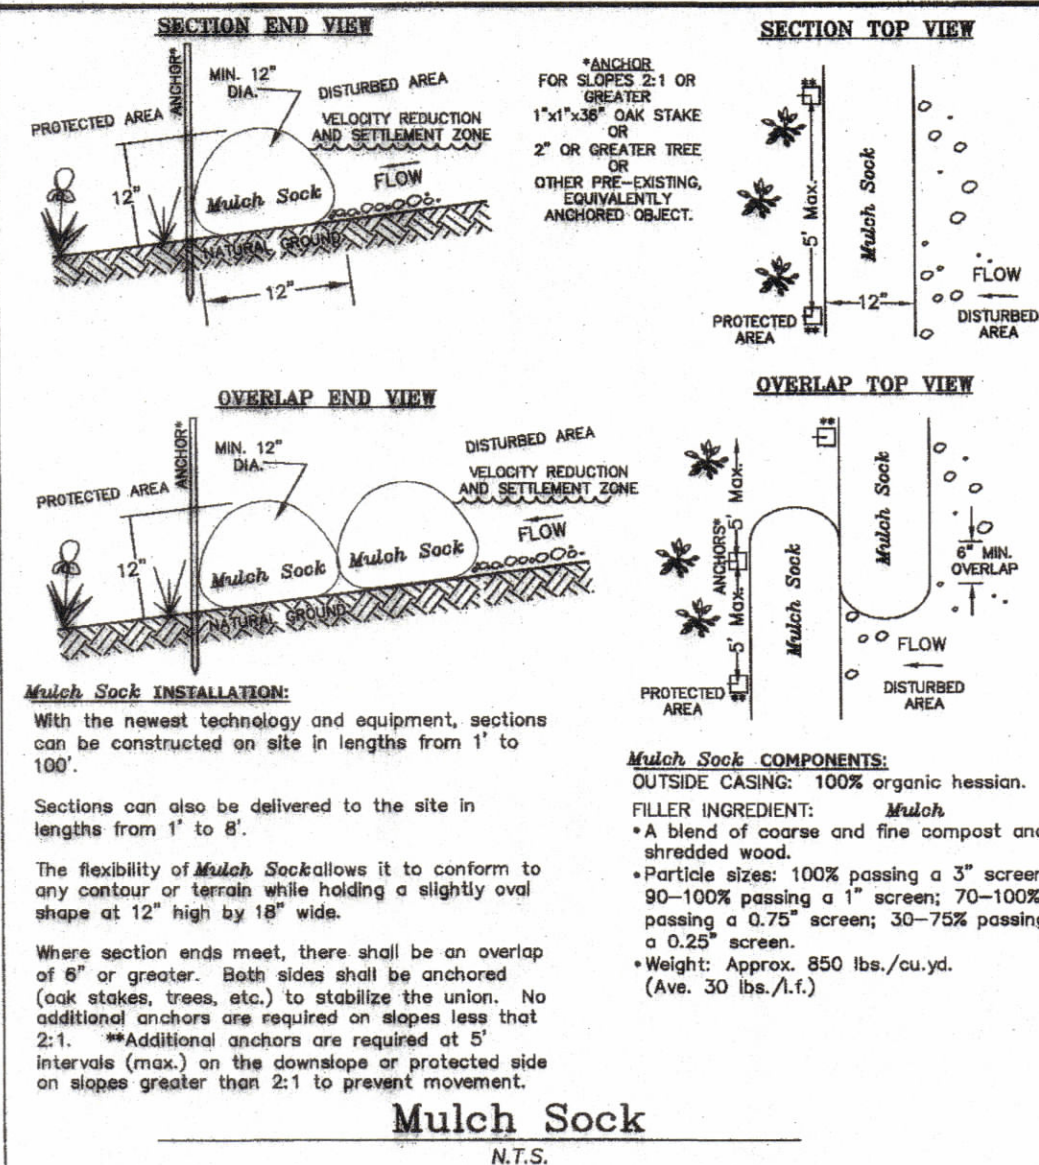 SECTION END VIEW
ANCHOR*
MIN. 12"
DIA.
DISTURBED AREA
PROTECTED AREA
VELOCITY REDUCTION
AND SETTLEMENT ZONE
FLOW
12"
Mulch Sock
NATURAL GROUND
12"
*ANCHOR
FOR SLOPES 2:1 OR
GREATER
1"x1"x36" OAK STAKE
OR
2" OR GREATER TREE
OR
OTHER PRE-EXISTING,
EQUIVALENTLY
ANCHORED OBJECT.
SECTION TOP VIEW
**
5' Max.
Mulch Sock
12"
FLOW
DISTURBED
AREA
PROTECTED
AREA
**
OVERLAP END VIEW
ANCHOR*
MIN. 12"
DIA.
DISTURBED AREA
PROTECTED AREA
VELOCITY REDUCTION
AND SETTLEMENT ZONE
FLOW
12"
Mulch Sock
Mulch Sock
NATURAL GROUND
OVERLAP TOP VIEW
**
5' Max.
ANCHORS*
5' Max.
Mulch Sock
Mulch Sock
6" MIN.
OVERLAP
FLOW
DISTURBED
AREA
PROTECTED
AREA
**
Mulch Sock INSTALLATION:
With the newest technology and equipment, sections
can be constructed on site in lengths from 1' to
100'.
Sections can also be delivered to the site in
lengths from 1' to 8'.
The flexibility of Mulch Sock allows it to conform to
any contour or terrain while holding a slightly oval
shape at 12" high by 18" wide.
Where section ends meet, there shall be an overlap
of 6" or greater. Both sides shall be anchored
(oak stakes, trees, etc.) to stabilize the union. No
additional anchors are required on slopes less that
2:1. **Additional anchors are required at 5'
intervals (max.) on the downslope or protected side
on slopes greater than 2:1 to prevent movement.
Mulch Sock COMPONENTS:
OUTSIDE CASING: 100% organic hessian.
FILLER INGREDIENT: Mulch
•A blend of coarse and fine compost and
shredded wood.
•Particle sizes: 100% passing a 3" screen
90-100% passing a 1" screen; 70-100%
passing a 0.75" screen; 30-75% passing
a 0.25" screen.
•Weight: Approx. 850 lbs./cu.yd.
(Ave. 30 lbs./l.f.)
Mulch Sock
N.T.S.